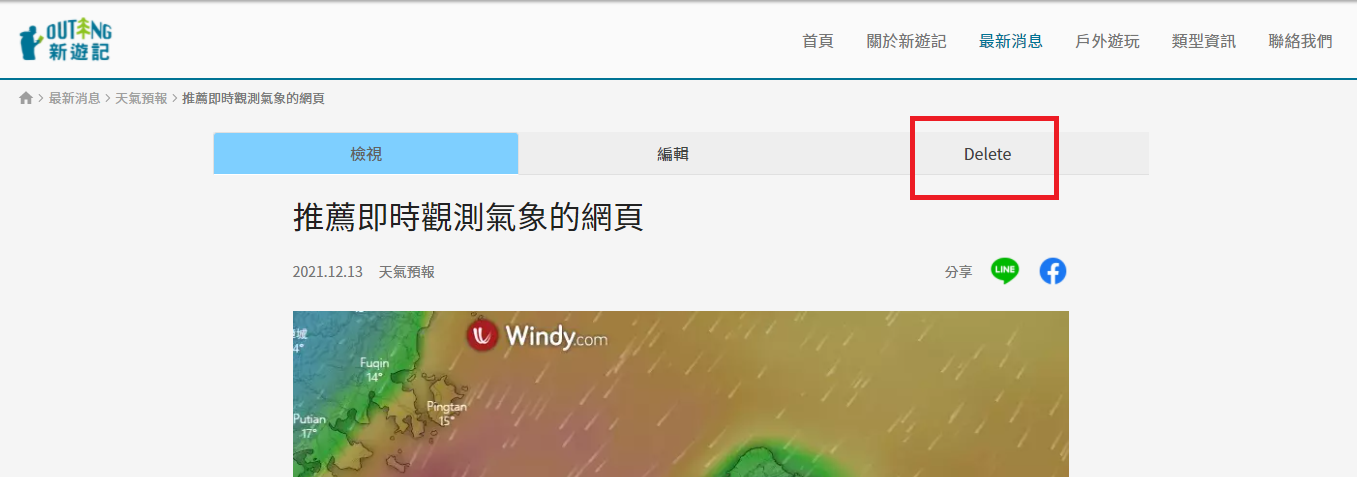 OUTING
新遊記
首頁 關於新遊記 最新消息 戶外遊玩 類型資訊 聯絡我們
最新消息 > 天氣預報 > 推薦即時觀測氣象的網頁
檢視 編輯 Delete
推薦即時觀測氣象的網頁
2021.12.13 天氣預報 分享 LINE
Windy.com
4°
Fuqin
14°
Pingtan
15°
Putian
17°